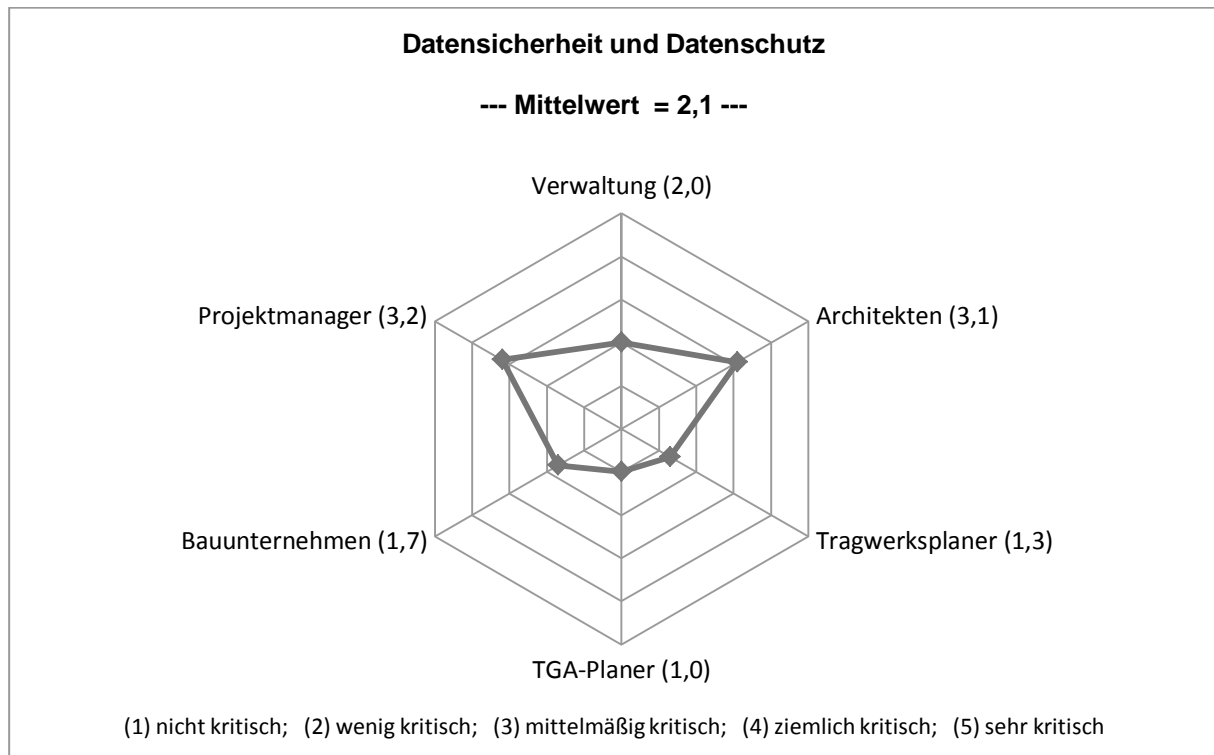 Datensicherheit und Datenschutz
--- Mittelwert = 2,1 ---
Verwaltung (2,0)
Projektmanager (3,2)
Architekten (3,1)
Bauunternehmen (1,7)
Tragwerksplaner (1,3)
TGA-Planer (1,0)
(1) nicht kritisch; (2) wenig kritisch; (3) mittelmäßig kritisch; (4) ziemlich kritisch; (5) sehr kritisch